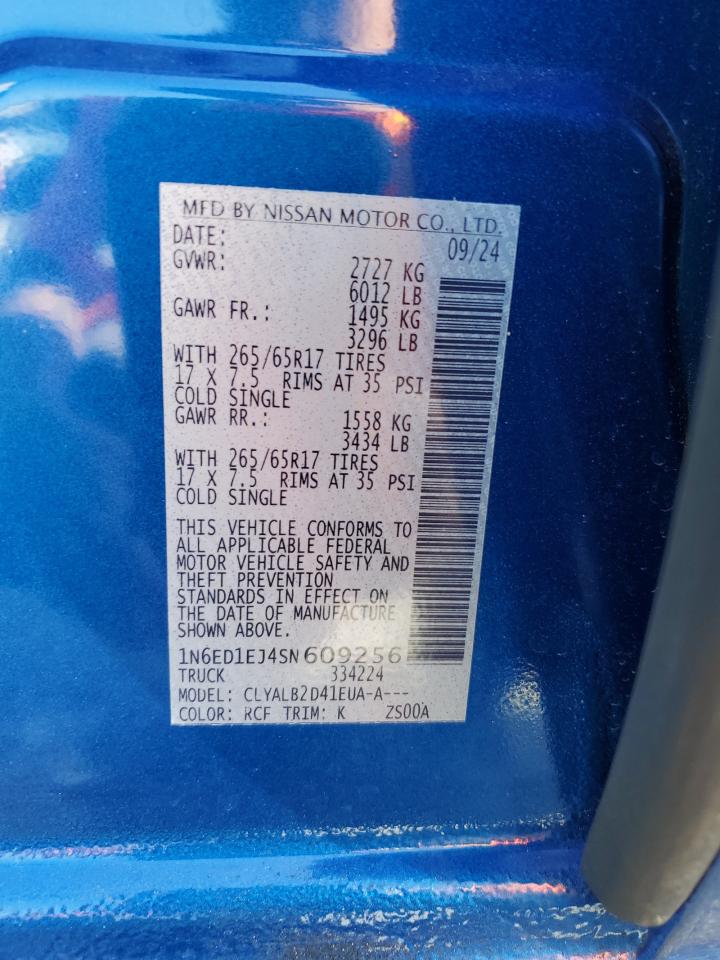 MFD BY NISSAN MOTOR CO., LTD.
DATE: 09/24
GVWR: 2727 KG
6012 LB
GAWR FR.: 1495 KG
3296 LB
WITH 265/65R17 TIRES
17 X 7.5 RIMS AT 35 PSI
COLD SINGLE
GAWR RR.: 1558 KG
3434 LB
WITH 265/65R17 TIRES
17 X 7.5 RIMS AT 35 PSI
COLD SINGLE
THIS VEHICLE CONFORMS TO
ALL APPLICABLE FEDERAL
MOTOR VEHICLE SAFETY AND
THEFT PREVENTION
STANDARDS IN EFFECT ON
THE DATE OF MANUFACTURE
SHOWN ABOVE.
1N6ED1EJ4SN609256
TRUCK 334224
MODEL: CLYALB2D41EUA-A---
COLOR: RCF TRIM: K ZS00A